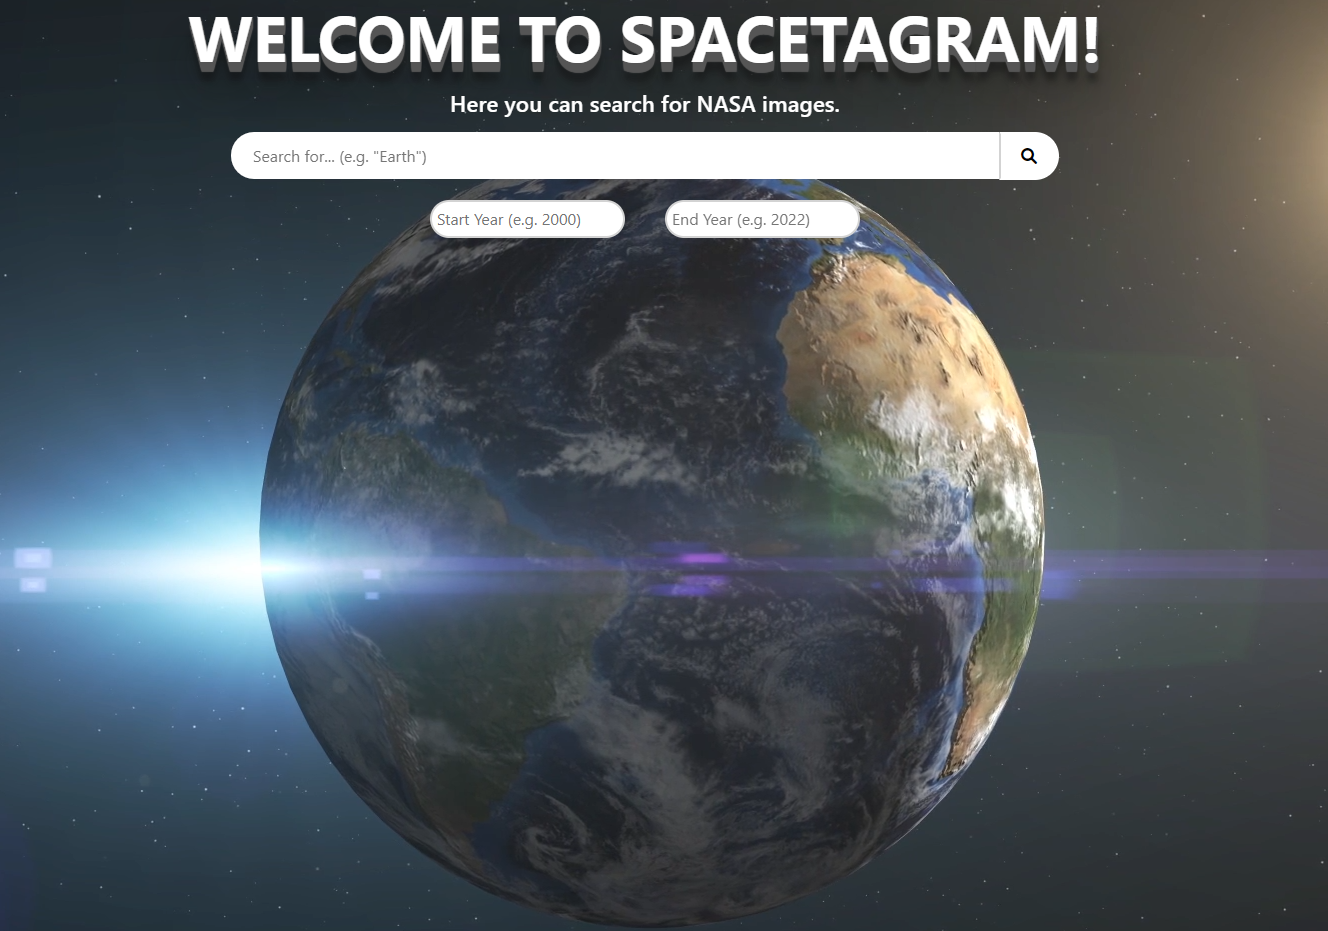 WELCOME TO SPACETAGRAM!
Here you can search for NASA images.
Search for... (e.g. "Earth")
Start Year (e.g. 2000)
End Year (e.g. 2022)